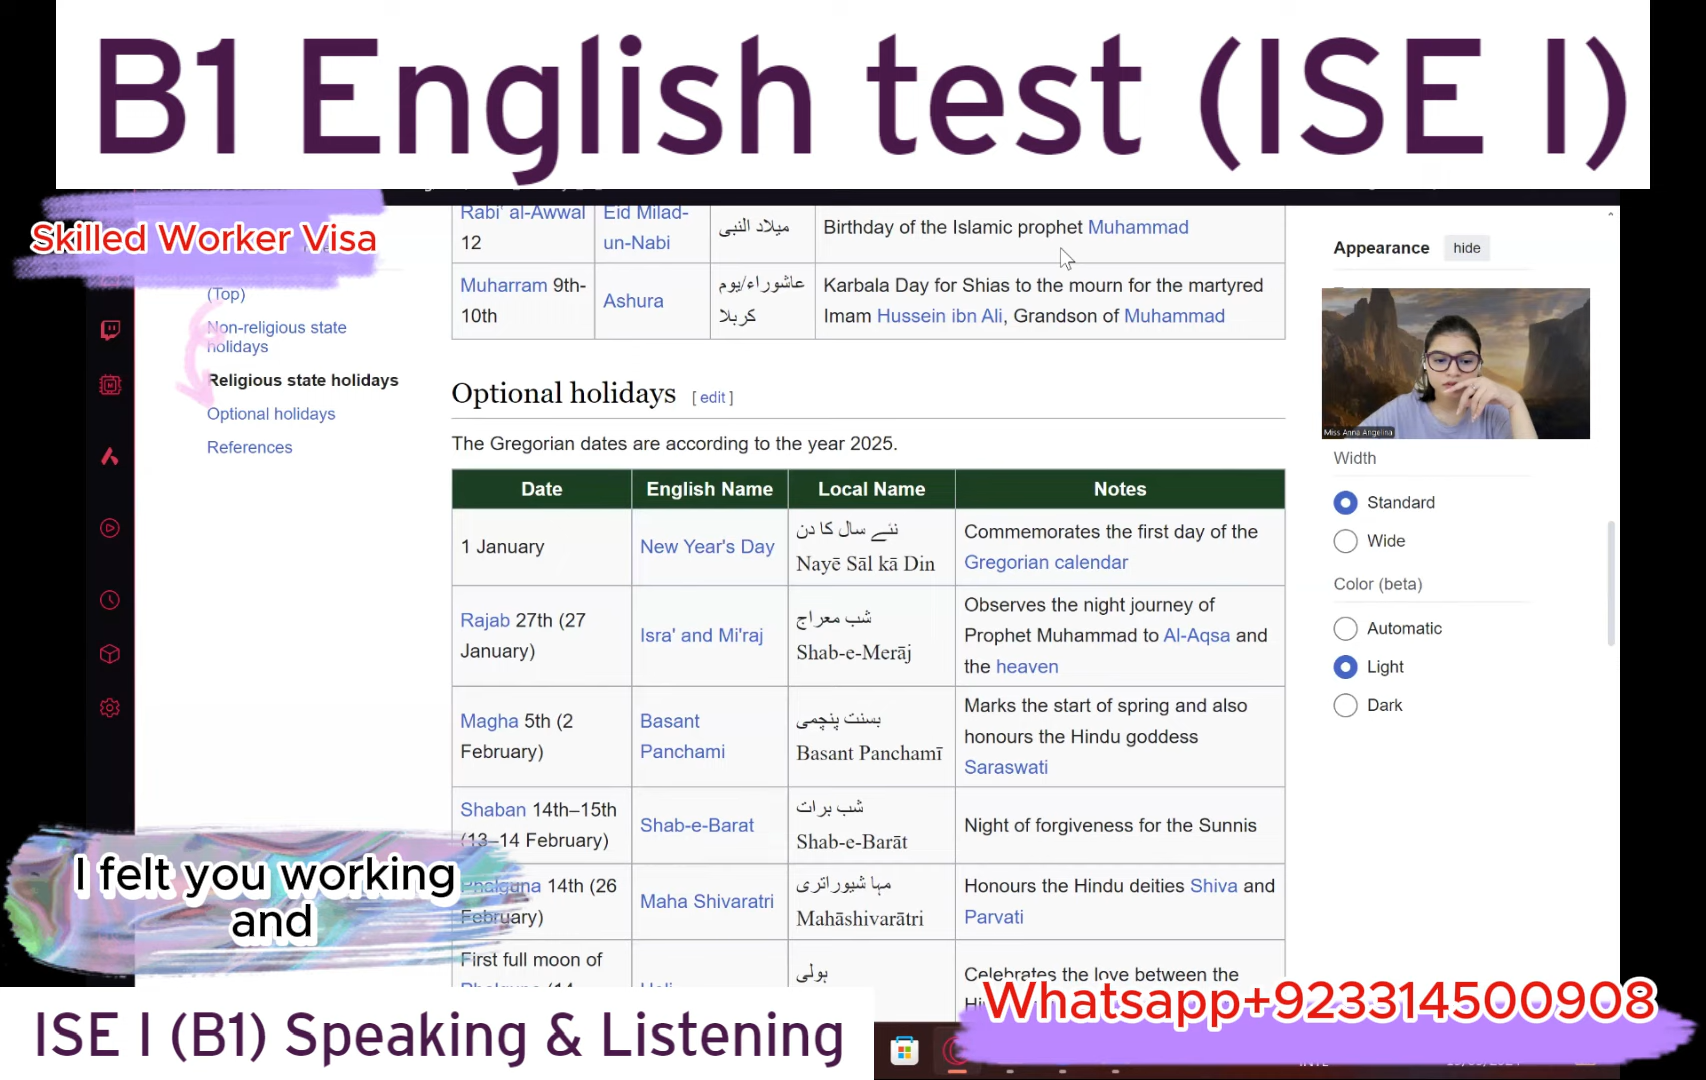 B1 English test (ISE I)
Skilled Worker Visa
(Top)
Non-religious state
holidays
Religious state holidays
Optional holidays
References
Rabi' al-Awwal
12
Eid Milad-
un-Nabi
میلاد النبی
Birthday of the Islamic prophet Muhammad
Muharram 9th-
10th
Ashura
عاشوراء/یوم
کربلا
Karbala Day for Shias to the mourn for the martyred
Imam Hussein ibn Ali, Grandson of Muhammad
Optional holidays [ edit ]
The Gregorian dates are according to the year 2025.
Date English Name Local Name Notes
1 January
New Year's Day
نئے سال کا دن
Nayē Sāl kā Din
Commemorates the first day of the
Gregorian calendar
Rajab 27th (27
January)
Isra' and Mi'raj
شب معراج
Shab-e-Merāj
Observes the night journey of
Prophet Muhammad to Al-Aqsa and
the heaven
Magha 5th (2
February)
Basant
Panchami
بسنت پنچمی
Basant Panchamī
Marks the start of spring and also
honours the Hindu goddess
Saraswati
Shaban 14th–15th
(13–14 February)
Shab-e-Barat
شب برات
Shab-e-Barāt
Night of forgiveness for the Sunnis
Phalguna 14th (26
February)
Maha Shivaratri
مہا شیوراتری
Mahāshivarātri
Honours the Hindu deities Shiva and
Parvati
First full moon of
ہولی
Celebrates the love between the
Appearance hide
Miss Anna Angelina
Width
Standard
Wide
Color (beta)
Automatic
Light
Dark
I felt you working
and
Whatsapp+923314500908
ISE I (B1) Speaking & Listening